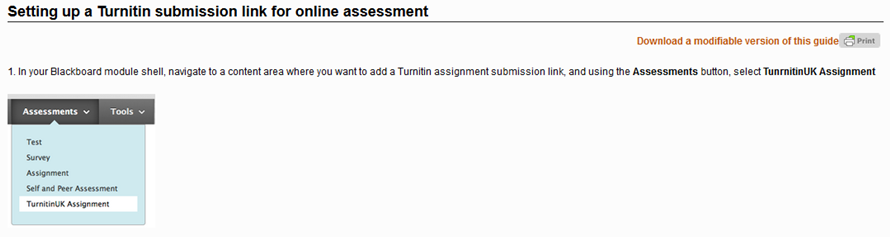 Setting up a Turnitin submission link for online assessment
Download a modifiable version of this guide Print
1. In your Blackboard module shell, navigate to a content area where you want to add a Turnitin assignment submission link, and using the Assessments button, select TunrnitinUK Assignment
Assessments Tools
Test
Survey
Assignment
Self and Peer Assessment
TurnitinUK Assignment